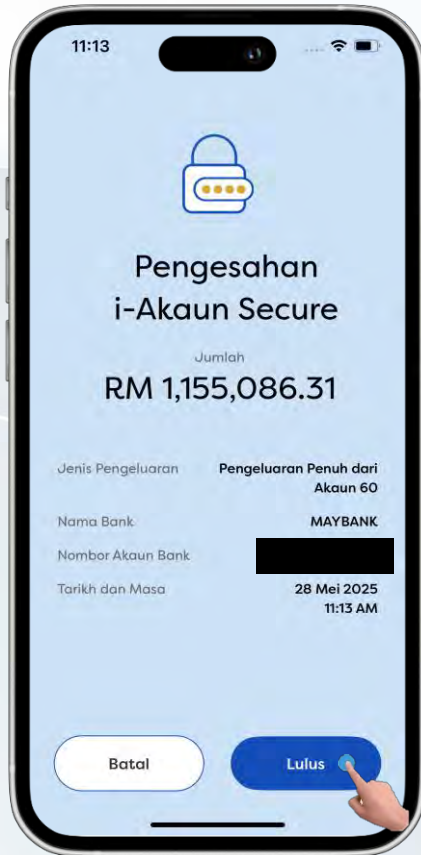 11:13
Pengesahan
i-Akaun Secure
Jumlah
RM 1,155,086.31
Jenis Pengeluaran Pengeluaran Penuh dari
Akaun 60
Nama Bank MAYBANK
Nombor Akaun Bank
Tarikh dan Masa 28 Mei 2025
11:13 AM
Batal Lulus